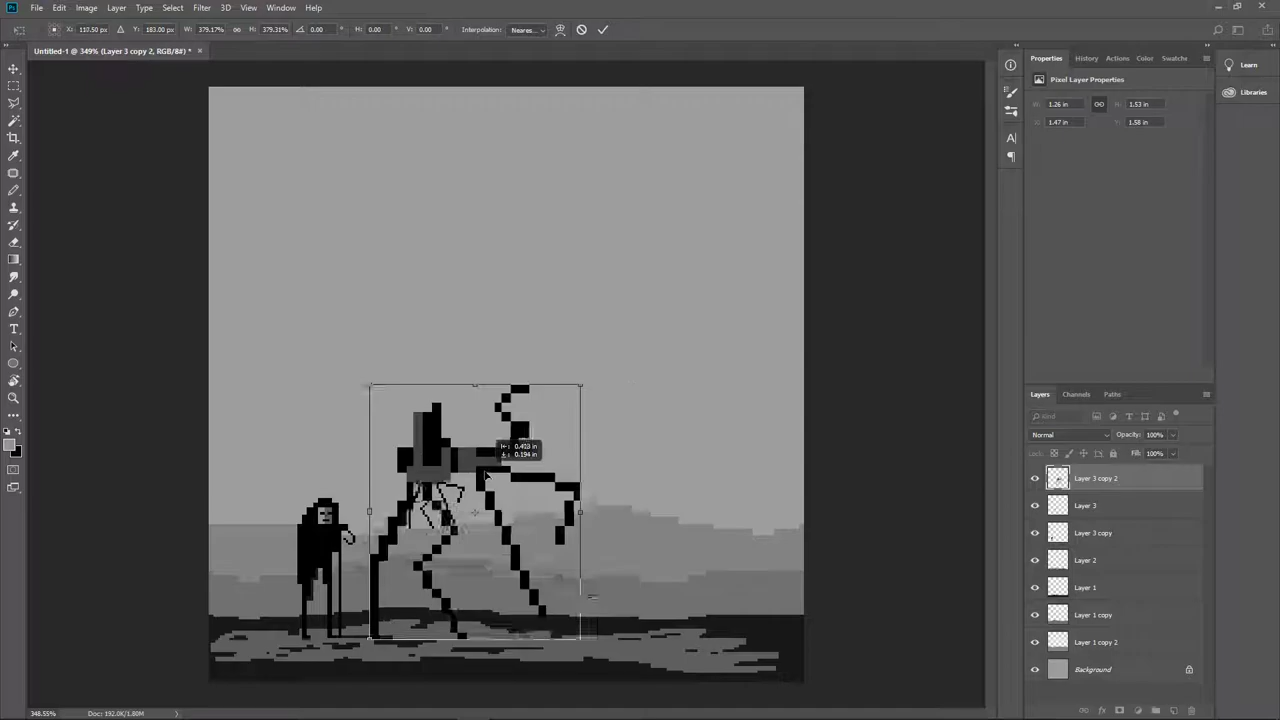 Ps File Edit Image Layer Type Select Filter 3D View Window Help
X: 117.50 px Y: 183.00 px W: 379.17% H: 379.31% 0.00 ° H: 0.00 ° V: 0.00 ° Interpolation: Neares...
Untitled-1 @ 349% (Layer 3 copy 2, RGB/8#) * ×
Properties History Actions Color Swatche
Learn
Pixel Layer Properties
Libraries
1.26 in H: 1.53 in
1.47 in 1.58 in
Layers Channels Paths
Kind
Normal Opacity: 100%
Lock: Fill: 100%
Layer 3 copy 2
Layer 3
Layer 3 copy
Layer 2
Layer 1
Layer 1 copy
Layer 1 copy 2
Background
0.423 in
0.194 in
348.55% Doc: 192.0K/1.80M